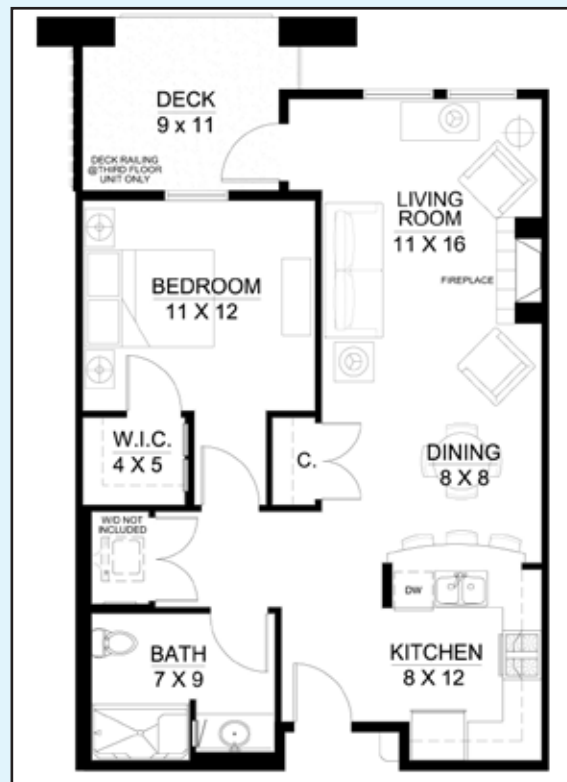 DECK
9 x 11
DECK RAILING
@THIRD FLOOR
UNIT ONLY
LIVING
ROOM
11 X 16
FIREPLACE
BEDROOM
11 X 12
W.I.C.
4 X 5
C.
DINING
8 X 8
W/D NOT
INCLUDED
DW
BATH
7 X 9
KITCHEN
8 X 12